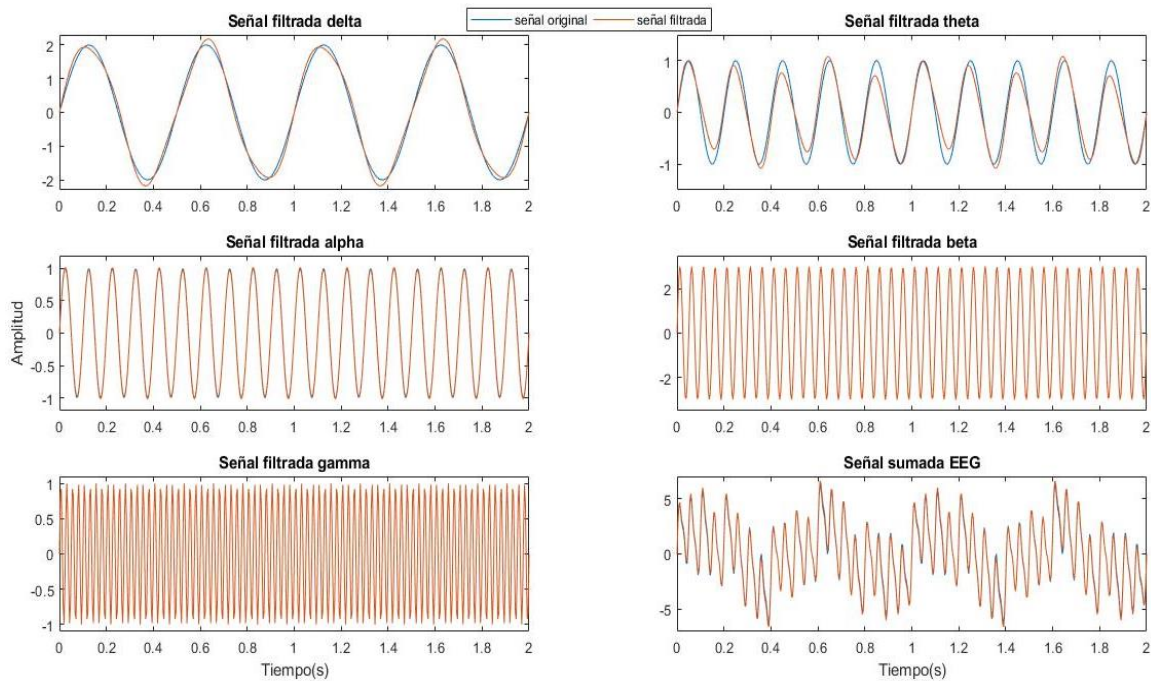 señal original señal filtrada
Señal filtrada delta
2
1
0
-1
-2
0 0.2 0.4 0.6 0.8 1 1.2 1.4 1.6 1.8 2
Señal filtrada theta
1
0
-1
0 0.2 0.4 0.6 0.8 1 1.2 1.4 1.6 1.8 2
Señal filtrada alpha
Amplitud
1
0.5
0
-0.5
-1
0 0.2 0.4 0.6 0.8 1 1.2 1.4 1.6 1.8 2
Señal filtrada beta
2
0
-2
0 0.2 0.4 0.6 0.8 1 1.2 1.4 1.6 1.8 2
Señal filtrada gamma
1
0.5
0
-0.5
-1
0 0.2 0.4 0.6 0.8 1 1.2 1.4 1.6 1.8 2
Tiempo(s)
Señal sumada EEG
5
0
-5
0 0.2 0.4 0.6 0.8 1 1.2 1.4 1.6 1.8 2
Tiempo(s)